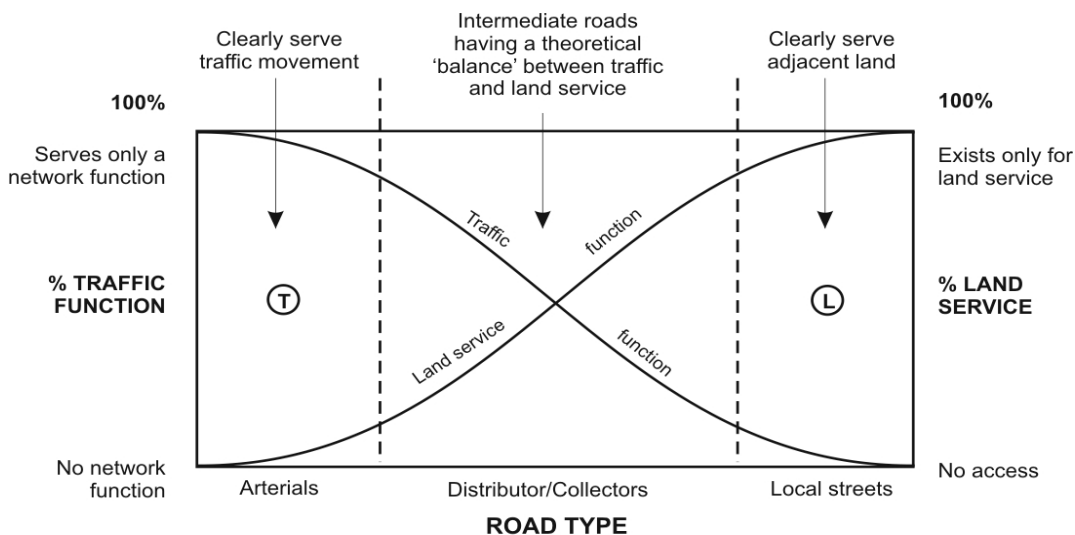 Clearly serve
traffic movement
Intermediate roads
having a theoretical
‘balance’ between traffic
and land service
Clearly serve
adjacent land
100%
100%
Serves only a
network function
Exists only for
land service
Traffic
function
% TRAFFIC
FUNCTION
T
L
% LAND
SERVICE
Land service
function
No network
function
No access
Arterials
Distributor/Collectors
Local streets
ROAD TYPE